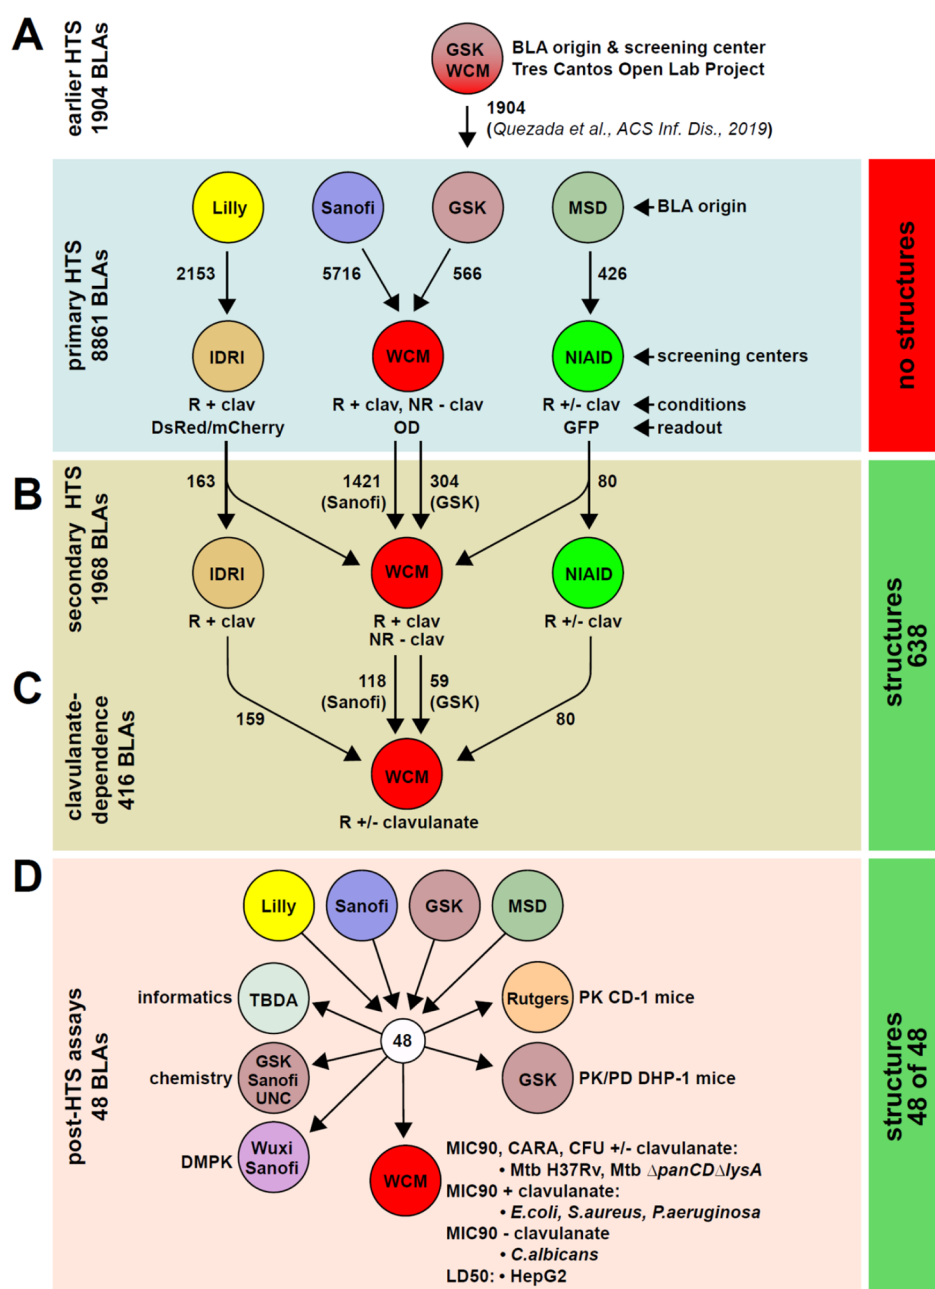 A
earlier HTS
1904 BLAs
GSK
WCM
BLA origin & screening center
Tres Cantos Open Lab Project
1904
(Quezada et al., ACS Inf. Dis., 2019)
primary HTS
8861 BLAs
Lilly
Sanofi
GSK
MSD
BLA origin
2153
5716
566
426
IDRI
WCM
NIAID
screening centers
R + clav
R + clav, NR - clav
R +/- clav
conditions
DsRed/mCherry
OD
GFP
readout
no structures
B
secondary HTS
1968 BLAs
163
1421
(Sanofi)
304
(GSK)
80
IDRI
WCM
NIAID
R + clav
R + clav
NR - clav
R +/- clav
structures
638
C
clavulanate-
dependence
416 BLAs
159
118
(Sanofi)
59
(GSK)
80
WCM
R +/- clavulanate
D
post-HTS assays
48 BLAs
Lilly
Sanofi
GSK
MSD
informatics
TBDA
48
Rutgers
PK CD-1 mice
chemistry
GSK
Sanofi
UNC
GSK
PK/PD DHP-1 mice
DMPK
Wuxi
Sanofi
WCM
MIC90, CARA, CFU +/- clavulanate:
• Mtb H37Rv, Mtb ΔpanCDΔlysA
MIC90 + clavulanate:
• E.coli, S.aureus, P.aeruginosa
MIC90 - clavulanate
• C.albicans
LD50: • HepG2
structures
48 of 48